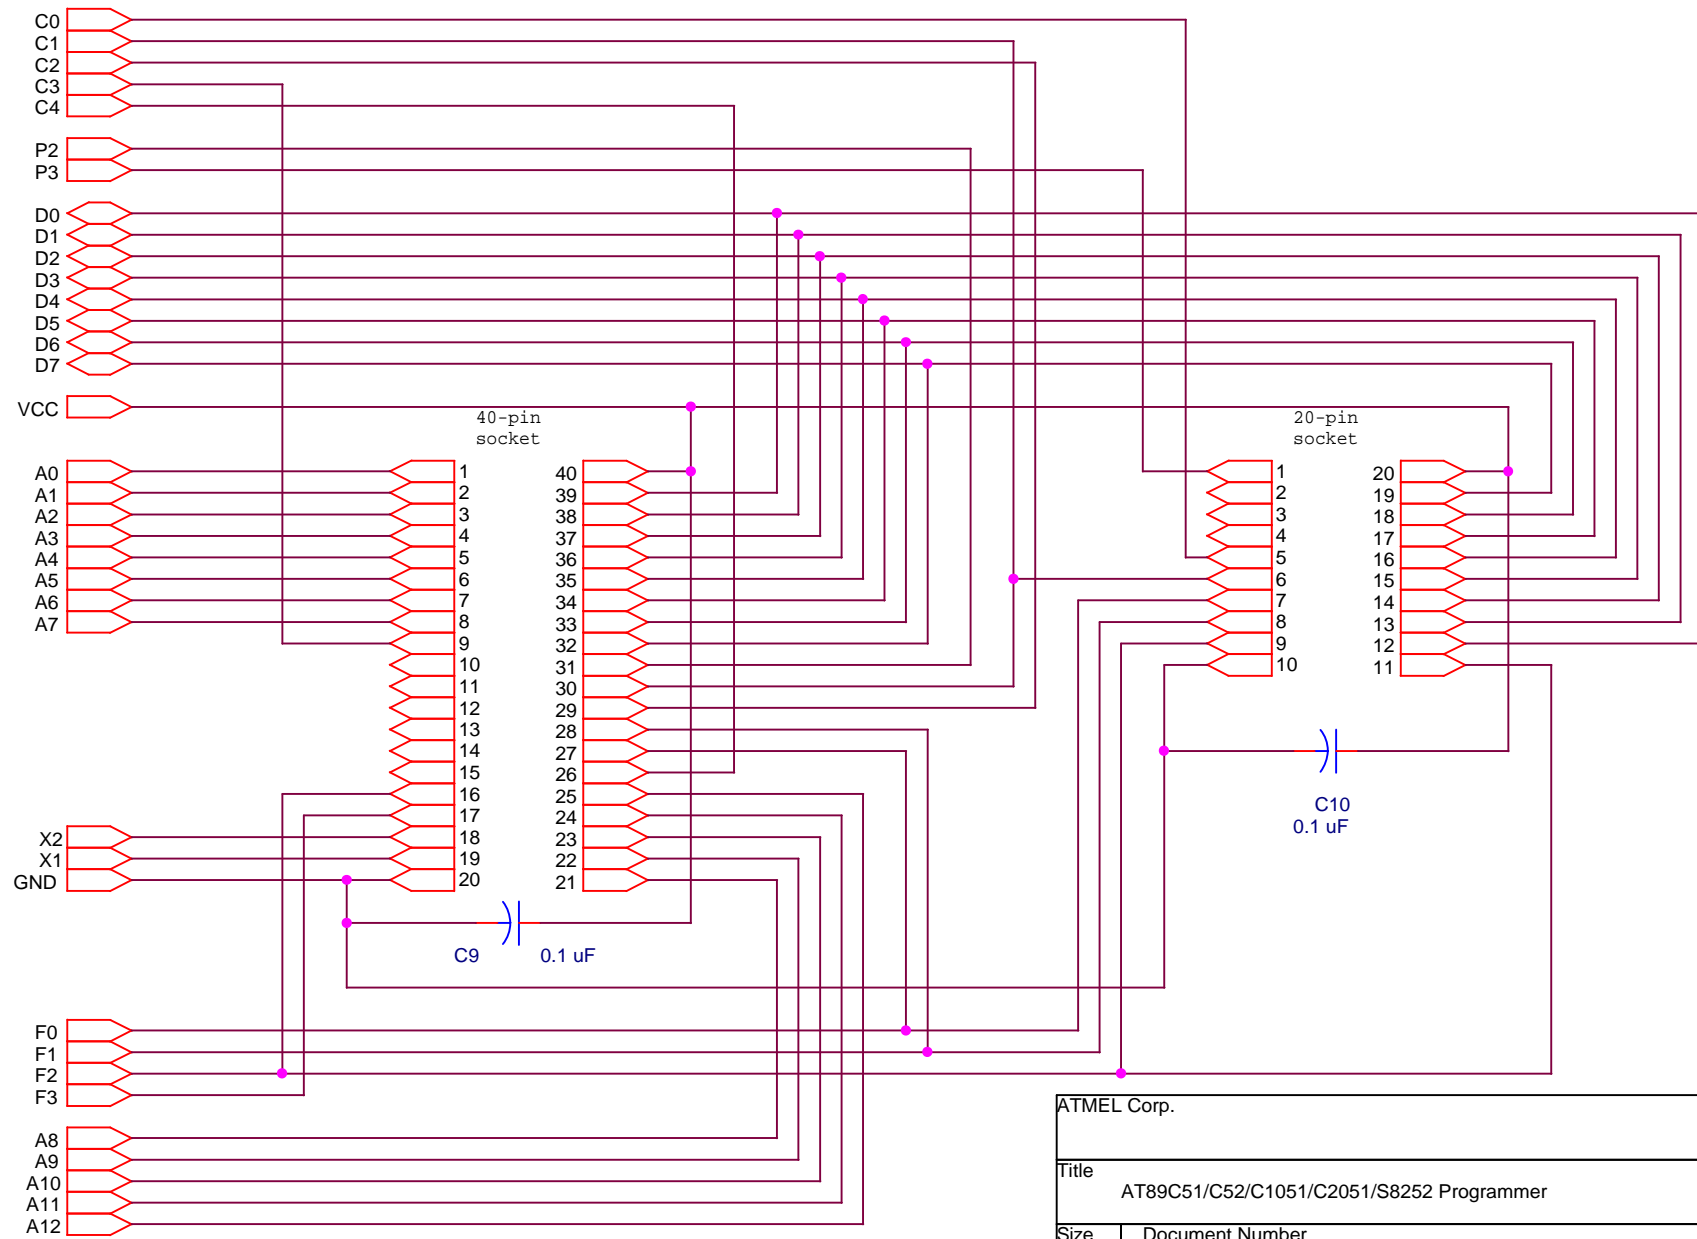 C0
C1
C2
C3
C4
P2
P3
D0
D1
D2
D3
D4
D5
D6
D7
VCC
40-pin
socket
20-pin
socket
A0
A1
A2
A3
A4
A5
A6
A7
1
2
3
4
5
6
7
8
9
10
11
12
13
14
15
16
17
18
19
20
40
39
38
37
36
35
34
33
32
31
30
29
28
27
26
25
24
23
22
21
1
2
3
4
5
6
7
8
9
10
20
19
18
17
16
15
14
13
12
11
C10
0.1 uF
X2
X1
GND
C9 0.1 uF
F0
F1
F2
F3
A8
A9
A10
A11
A12
ATMEL Corp.
Title
AT89C51/C52/C1051/C2051/S8252 Programmer
Size Document Number